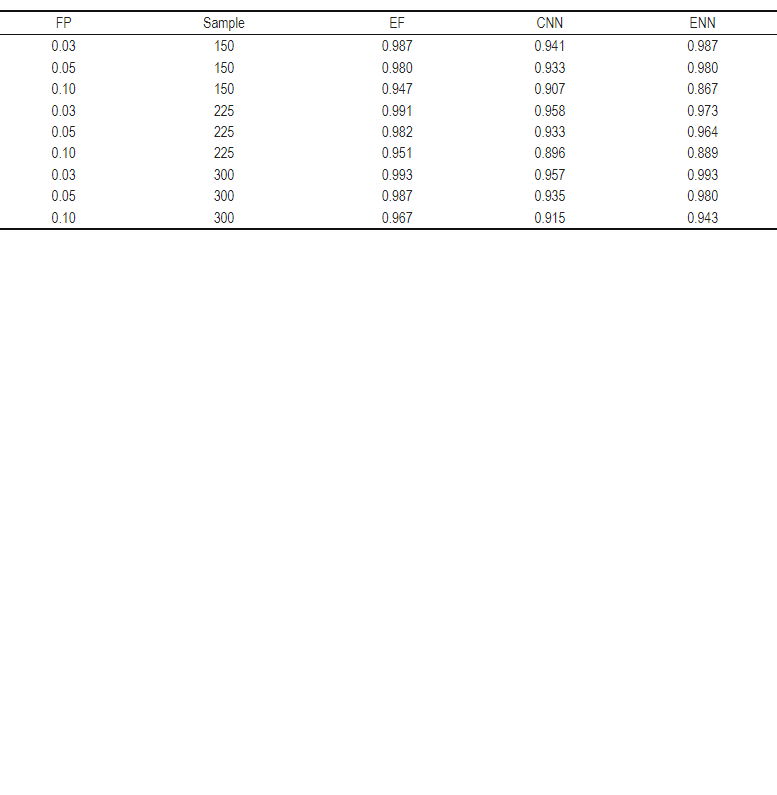 FP Sample EF CNN ENN
0.03 150 0.987 0.941 0.987
0.05 150 0.980 0.933 0.980
0.10 150 0.947 0.907 0.867
0.03 225 0.991 0.958 0.973
0.05 225 0.982 0.933 0.964
0.10 225 0.951 0.896 0.889
0.03 300 0.993 0.957 0.993
0.05 300 0.987 0.935 0.980
0.10 300 0.967 0.915 0.943